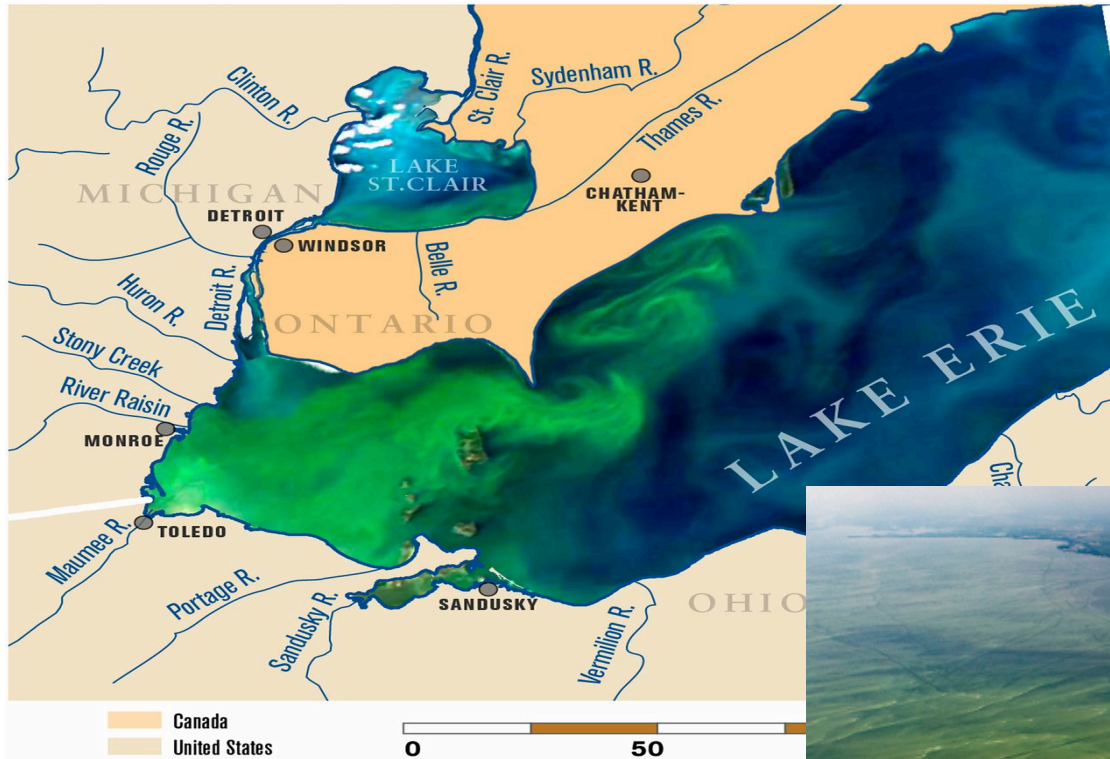 Clinton R.
St. Clair R.
Sydenham R.
Rouge R.
Thames R.
LAKE
ST.CLAIR
MICHIGAN
CHATHAM-
KENT
DETROIT
WINDSOR
Belle R.
Detroit R.
Huron R.
ONTARIO
Stony Creek
River Raisin
MONROE
LAKE ERIE
TOLEDO
Maumee R.
Portage R.
Sandusky R.
SANDUSKY
Vermilion R.
OHIO
Canada
United States
0
50